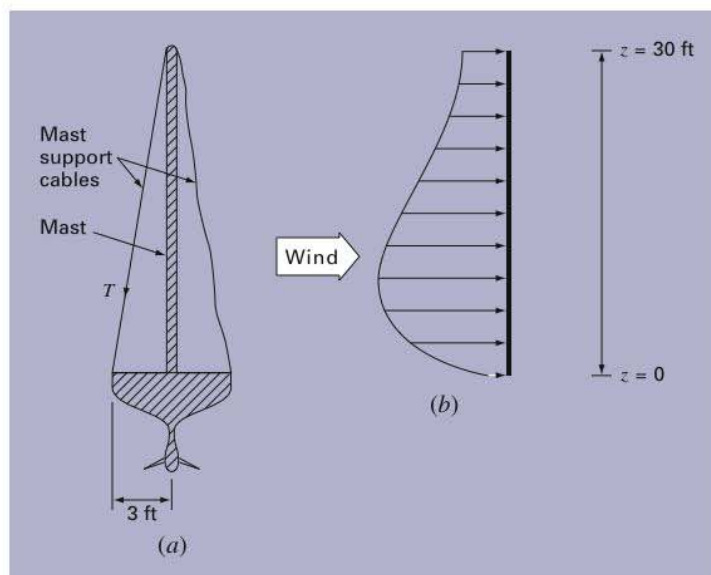 Mast
support
cables
Mast
T
3 ft
(a)
Wind
(b)
z = 30 ft
z = 0